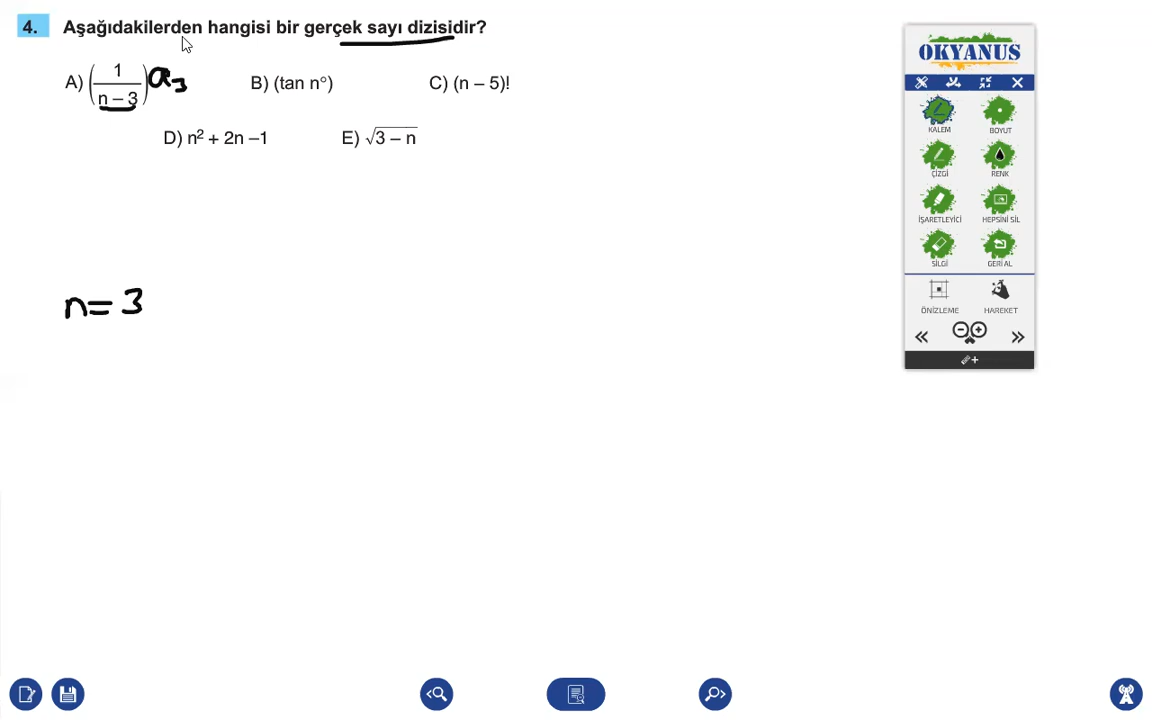 4. Aşağıdakilerden hangisi bir gerçek sayı dizisidir?
A) (1/(n – 3)) a₃ B) (tan n°) C) (n – 5)!
D) n² + 2n –1 E) √(3 – n)
n = 3
OKYANUS
KALEM BOYUT
ÇİZGİ RENK
İŞARETLEYİCİ HEPSİNİ SİL
SİLGİ GERİ AL
ÖNİZLEME HAREKET